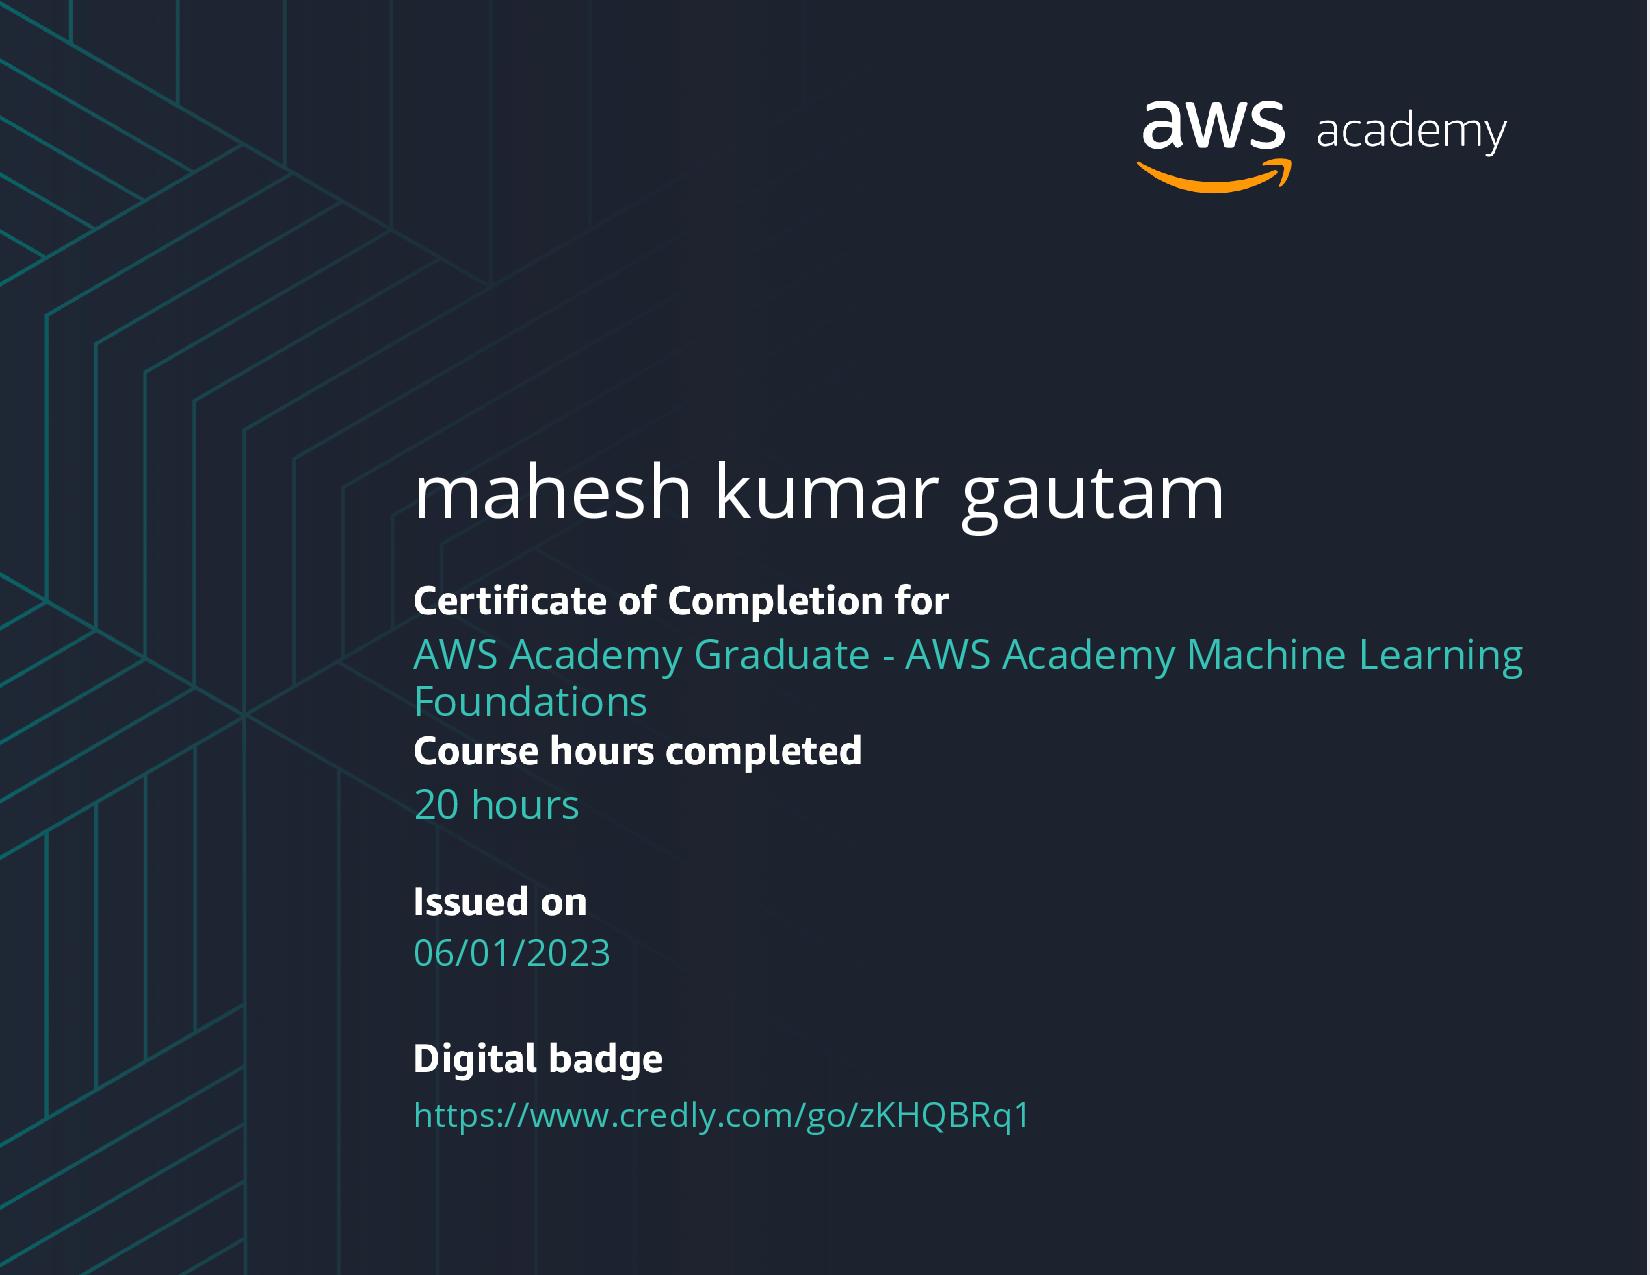 aws academy
mahesh kumar gautam
Certificate of Completion for
AWS Academy Graduate - AWS Academy Machine Learning
Foundations
Course hours completed
20 hours
Issued on
06/01/2023
Digital badge
https://www.credly.com/go/zKHQBRq1